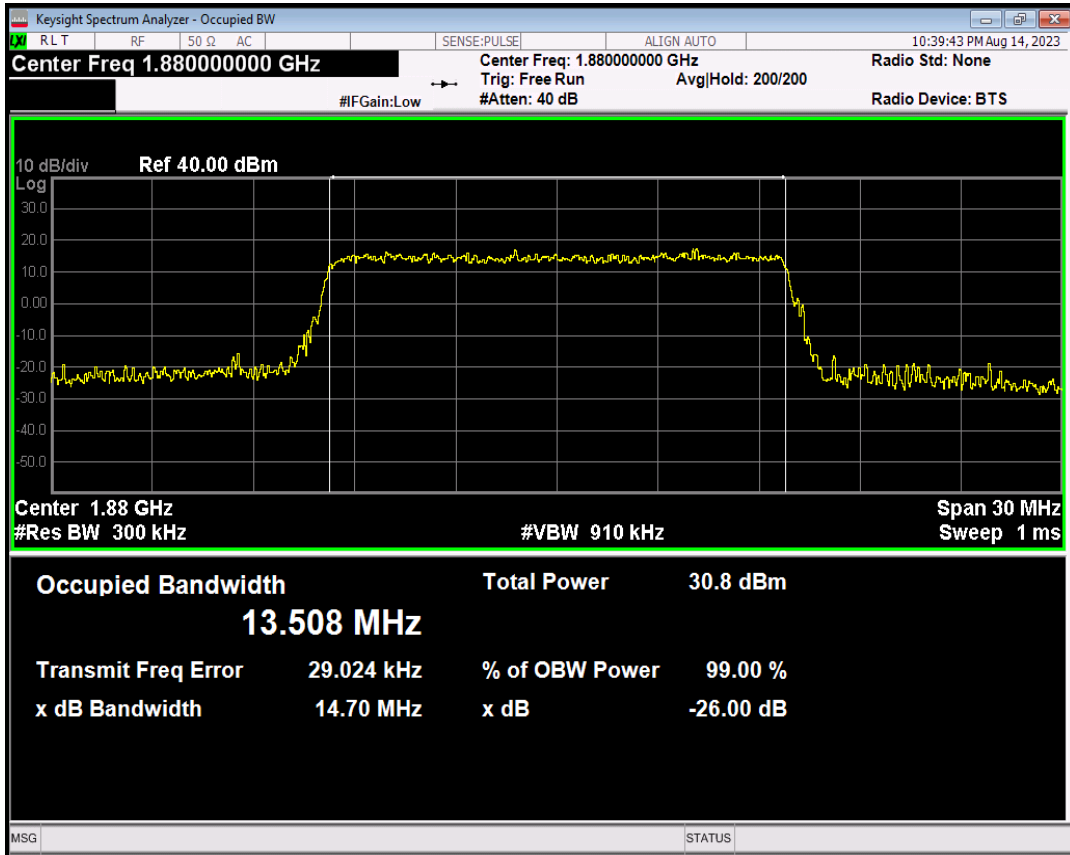 Keysight Spectrum Analyzer - Occupied BW
LXI RLT RF 50 Ω AC SENSE:PULSE ALIGN AUTO 10:39:43 PM Aug 14, 2023
Center Freq 1.880000000 GHz Center Freq: 1.880000000 GHz Radio Std: None
Trig: Free Run Avg|Hold: 200/200
#IFGain:Low #Atten: 40 dB Radio Device: BTS
10 dB/div Ref 40.00 dBm
Log
30.0
20.0
10.0
0.00
-10.0
-20.0
-30.0
-40.0
-50.0
Center 1.88 GHz Span 30 MHz
#Res BW 300 kHz #VBW 910 kHz Sweep 1 ms
Occupied Bandwidth Total Power 30.8 dBm
13.508 MHz
Transmit Freq Error 29.024 kHz % of OBW Power 99.00 %
x dB Bandwidth 14.70 MHz x dB -26.00 dB
MSG STATUS